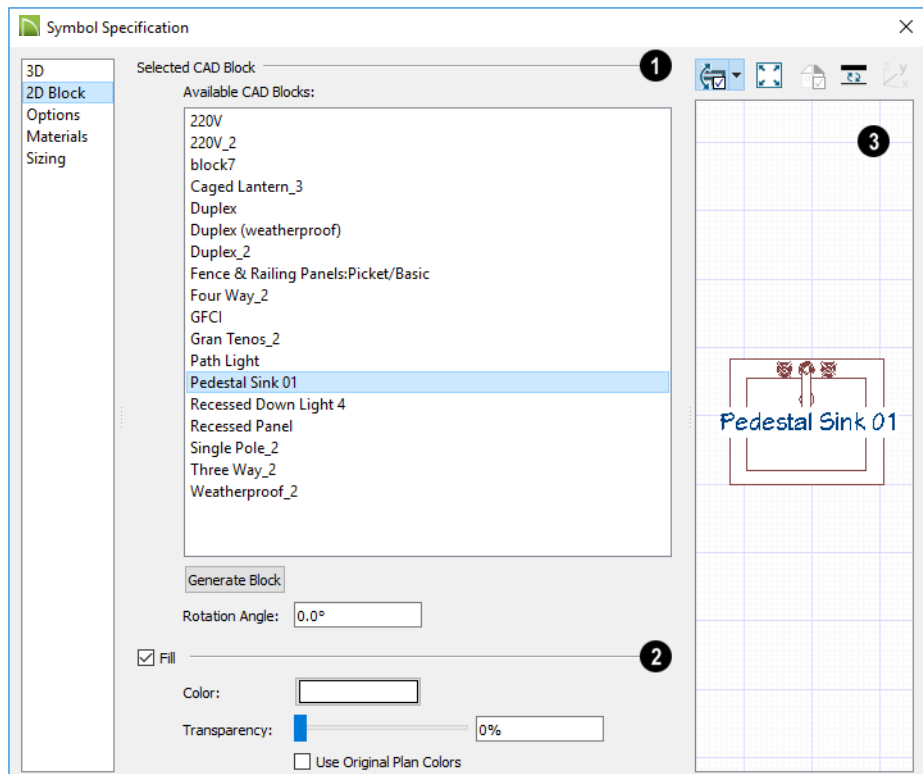 Symbol Specification
3D
2D Block
Options
Materials
Sizing
Selected CAD Block
1
Available CAD Blocks:
220V
220V_2
block7
Caged Lantern_3
Duplex
Duplex (weatherproof)
Duplex_2
Fence & Railing Panels:Picket/Basic
Four Way_2
GFCI
Gran Tenos_2
Path Light
Pedestal Sink 01
Recessed Down Light 4
Recessed Panel
Single Pole_2
Three Way_2
Weatherproof_2
Generate Block
Rotation Angle: 0.0°
Fill
2
Color:
Transparency: 0%
Use Original Plan Colors
y
x
3
Pedestal Sink 01